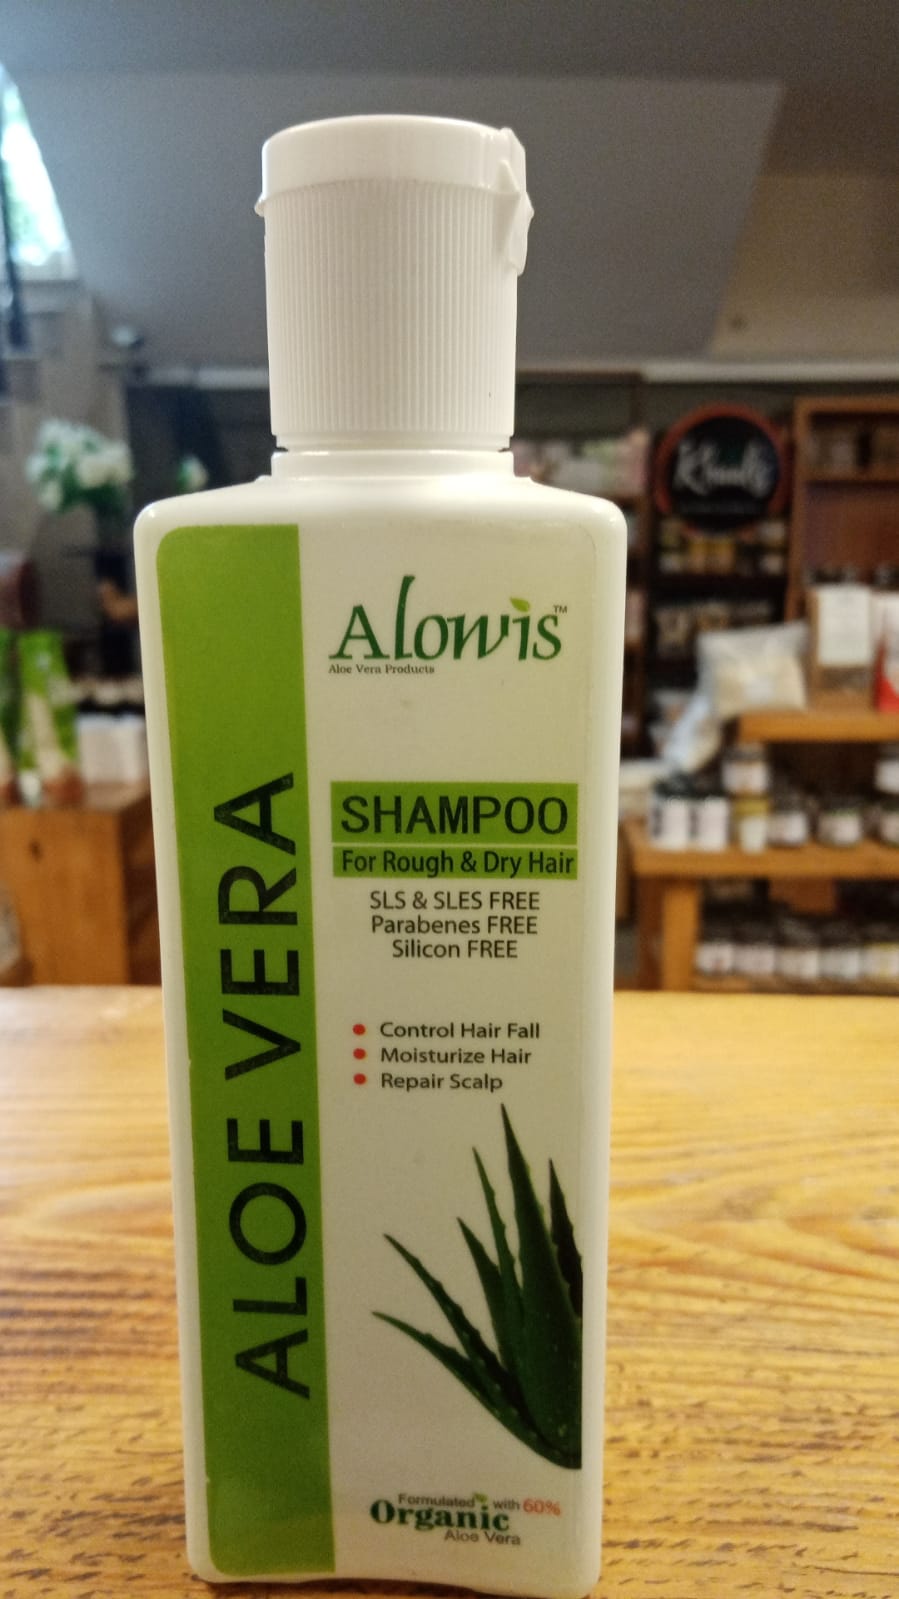 Alowis™
Aloe Vera Products
ALOE VERA
SHAMPOO
For Rough & Dry Hair
SLS & SLES FREE
Parabenes FREE
Silicon FREE
Control Hair Fall
Moisturize Hair
Repair Scalp
Formulated with 60%
Organic
Aloe Vera